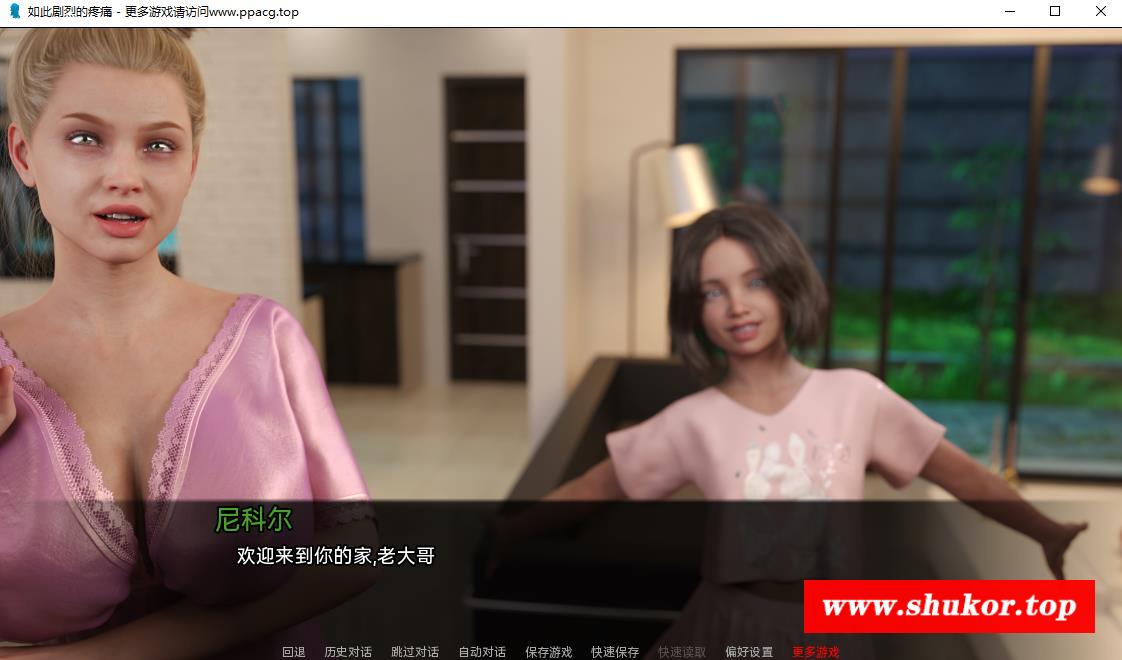 如此剧烈的疼痛 - 更多游戏请访问www.ppacg.top
尼科尔
欢迎来到你的家,老大哥
www.shukor.top
回退 历史对话 跳过对话 自动对话 保存游戏 快速保存 快速读取 偏好设置 更多游戏